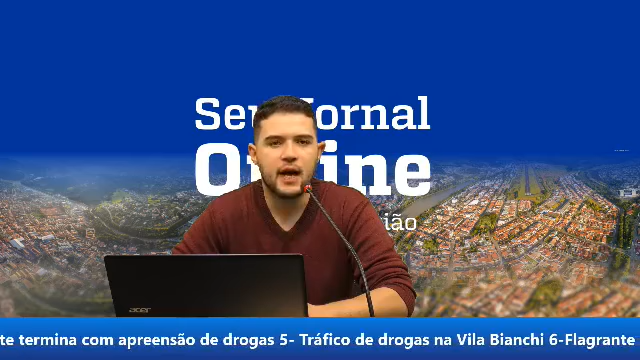 Seu Jornal
Online
ião
acer
te termina com apreensão de drogas 5- Tráfico de drogas na Vila Bianchi 6-Flagrante